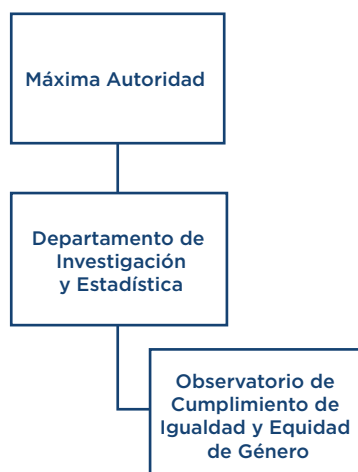 Máxima Autoridad
Departamento de
Investigación
y Estadística
Observatorio de
Cumplimiento de
Igualdad y Equidad
de Género